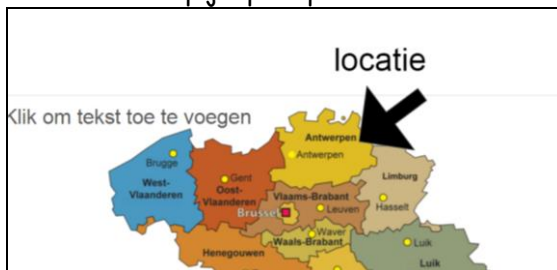 locatie
Klik om tekst toe te voegen
Antwerpen
Antwerpen
Brugge
Gent
Limburg
West-
Vlaanderen
Oost-
Vlaanderen
Vlaams-Brabant
Hasselt
Brussel
Leuven
Waver
Waals-Brabant
Luik
Henegouwen
Luik